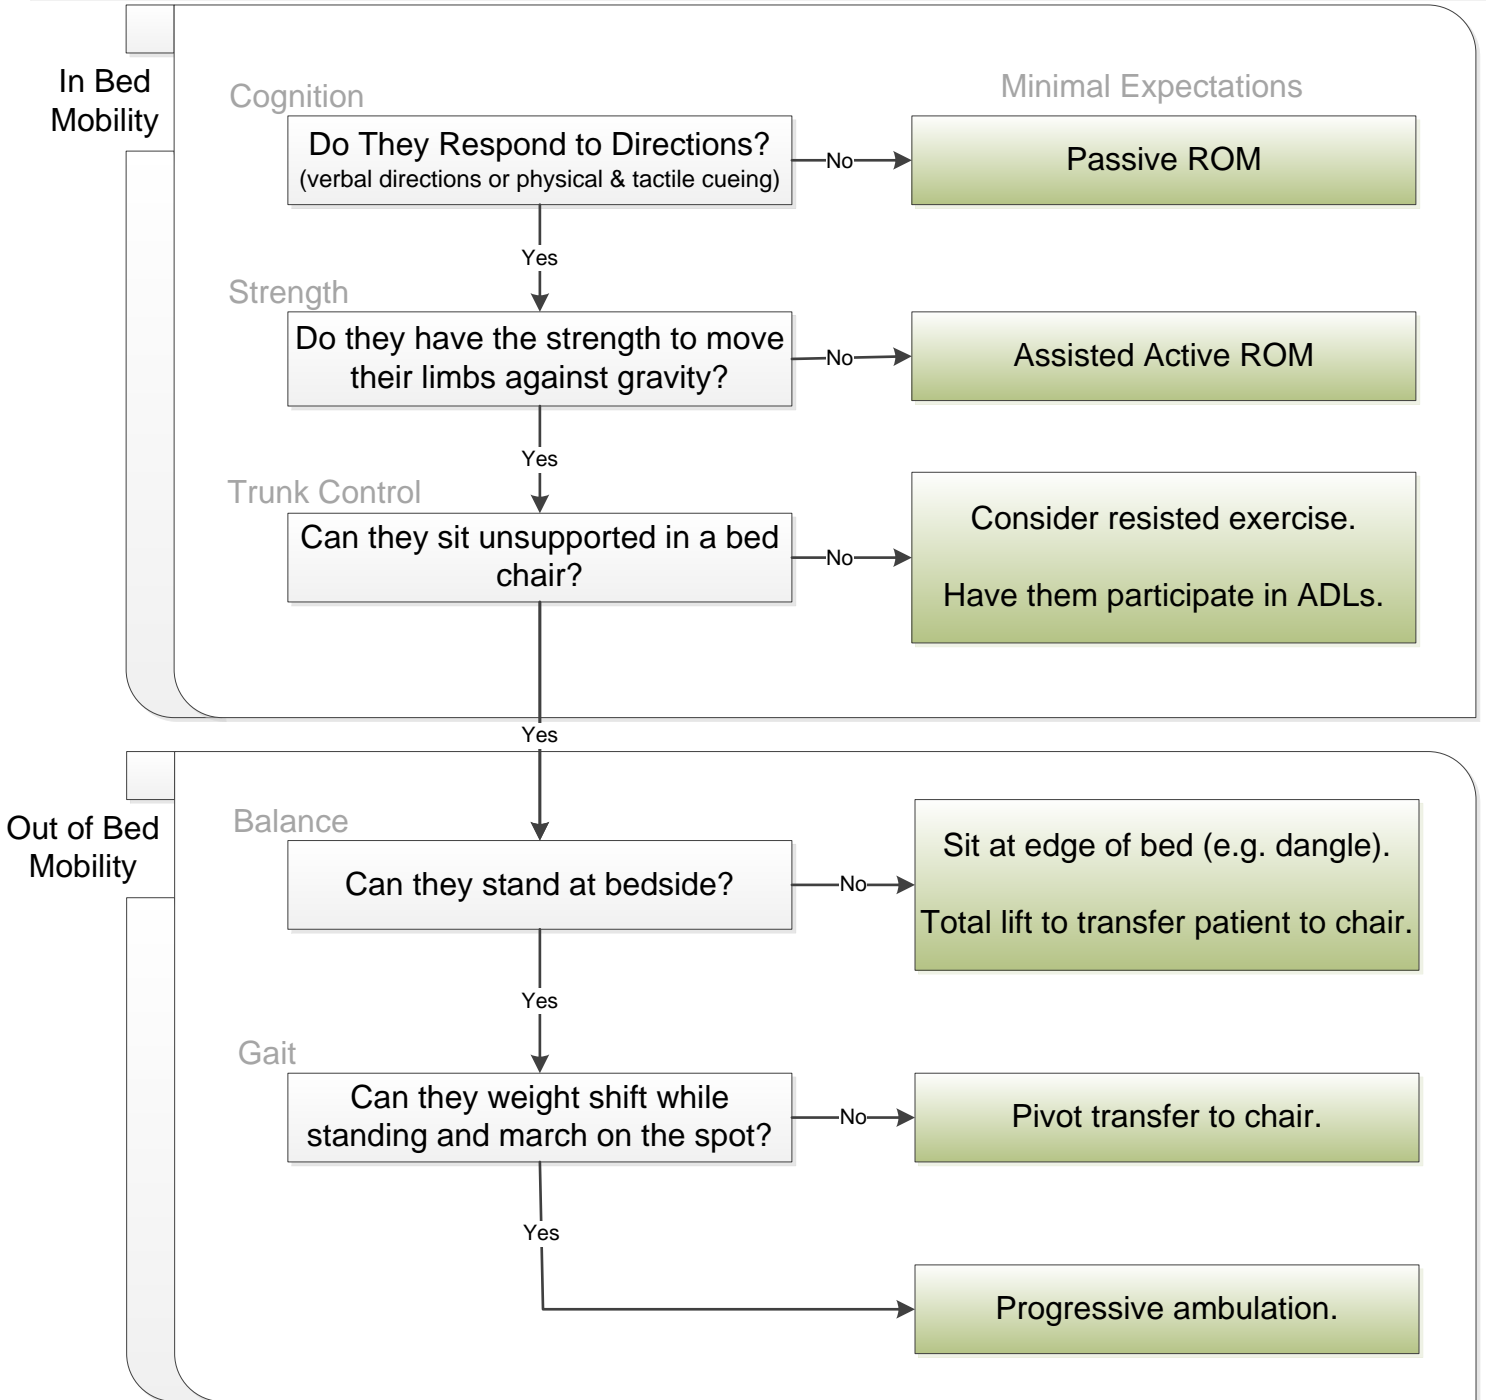 In Bed
Mobility
Cognition
Minimal Expectations
Do They Respond to Directions?
(verbal directions or physical & tactile cueing)
No
Passive ROM
Yes
Strength
Do they have the strength to move
their limbs against gravity?
No
Assisted Active ROM
Yes
Trunk Control
Can they sit unsupported in a bed
chair?
No
Consider resisted exercise.
Have them participate in ADLs.
Yes
Out of Bed
Mobility
Balance
Can they stand at bedside?
No
Sit at edge of bed (e.g. dangle).
Total lift to transfer patient to chair.
Yes
Gait
Can they weight shift while
standing and march on the spot?
No
Pivot transfer to chair.
Yes
Progressive ambulation.